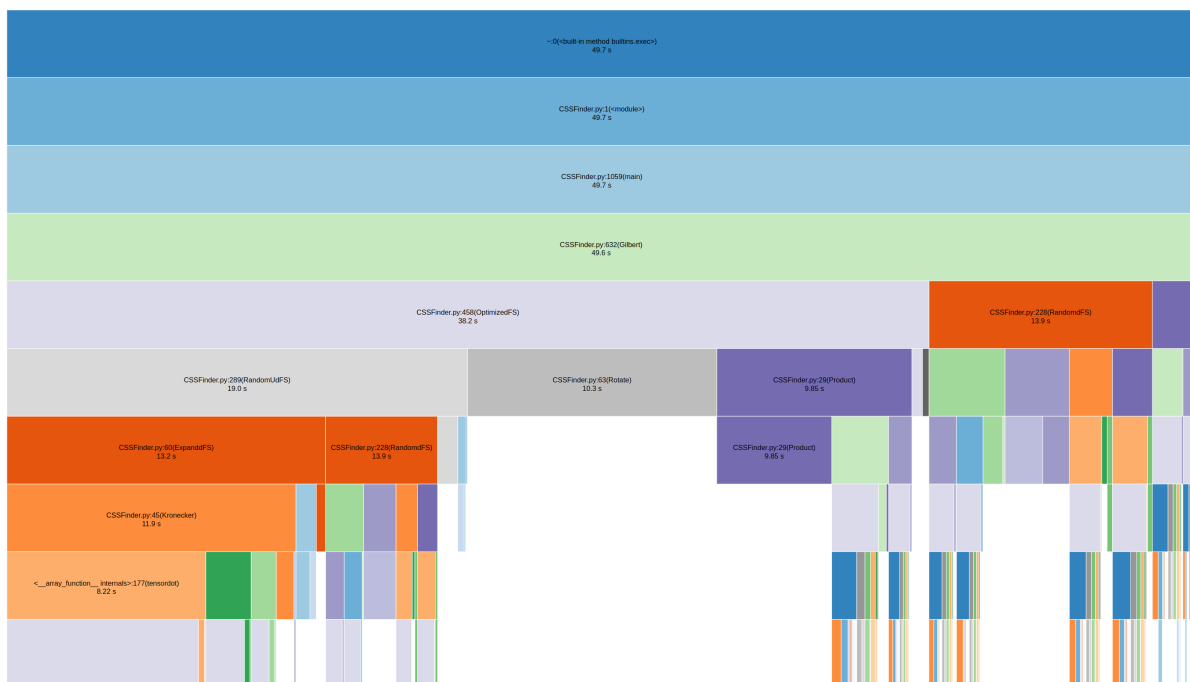 ~:0(<built-in method builtins.exec>)
49.7 s
CSSFinder.py:1(<module>)
49.7 s
CSSFinder.py:1059(main)
49.7 s
CSSFinder.py:632(Gilbert)
49.6 s
CSSFinder.py:458(OptimizedFS)
38.2 s
CSSFinder.py:228(RandomdFS)
13.9 s
CSSFinder.py:289(RandomUdFS)
19.0 s
CSSFinder.py:63(Rotate)
10.3 s
CSSFinder.py:29(Product)
9.85 s
CSSFinder.py:60(ExpanddFS)
13.2 s
CSSFinder.py:228(RandomdFS)
13.9 s
CSSFinder.py:29(Product)
9.85 s
CSSFinder.py:45(Kronecker)
11.9 s
<__array_function__ internals>:177(tensordot)
8.22 s